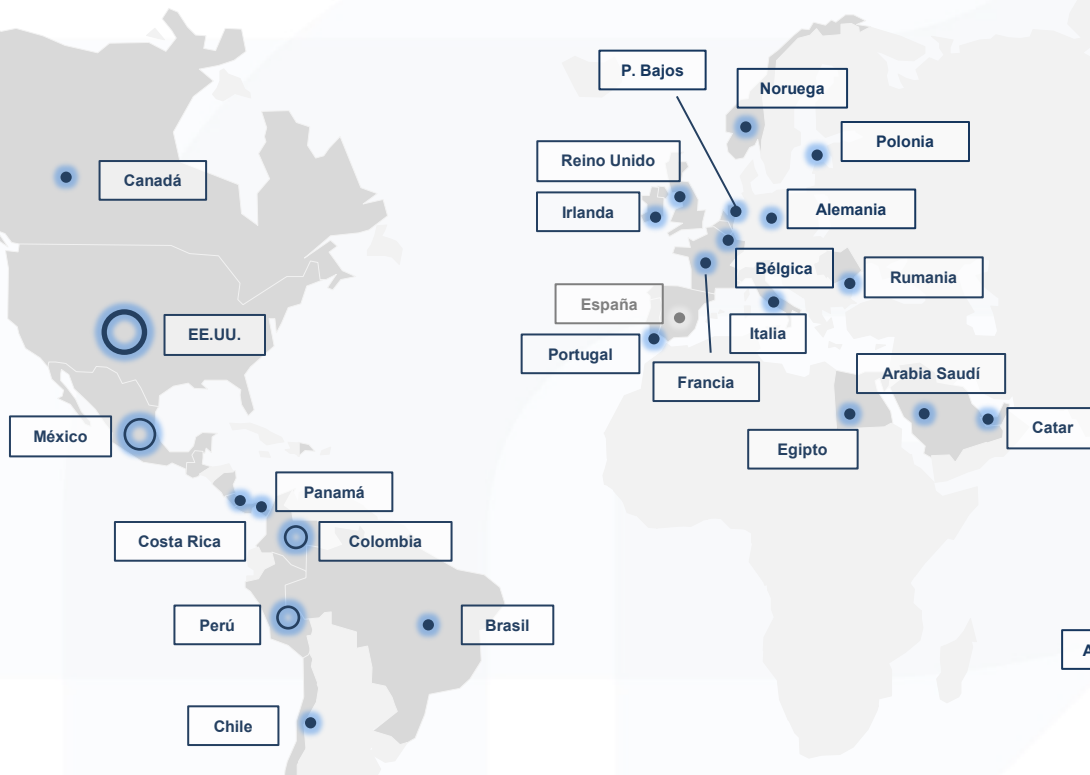 P. Bajos
Noruega
Polonia
Reino Unido
Canadá
Irlanda
Alemania
Bélgica
Rumania
España
EE.UU.
Italia
Portugal
Francia
Arabia Saudí
México
Catar
Egipto
Panamá
Costa Rica
Colombia
Perú
Brasil
Chile